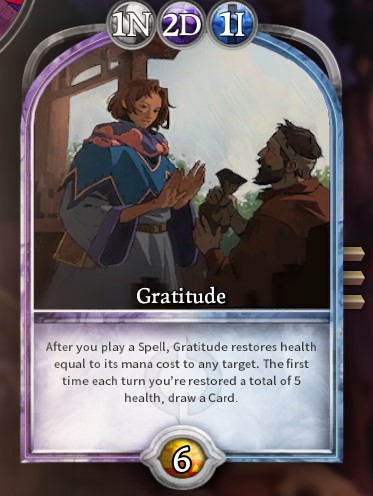 1N 2D 1I
Gratitude
After you play a Spell, Gratitude restores health
equal to its mana cost to any target. The first
time each turn you're restored a total of 5
health, draw a Card.
6